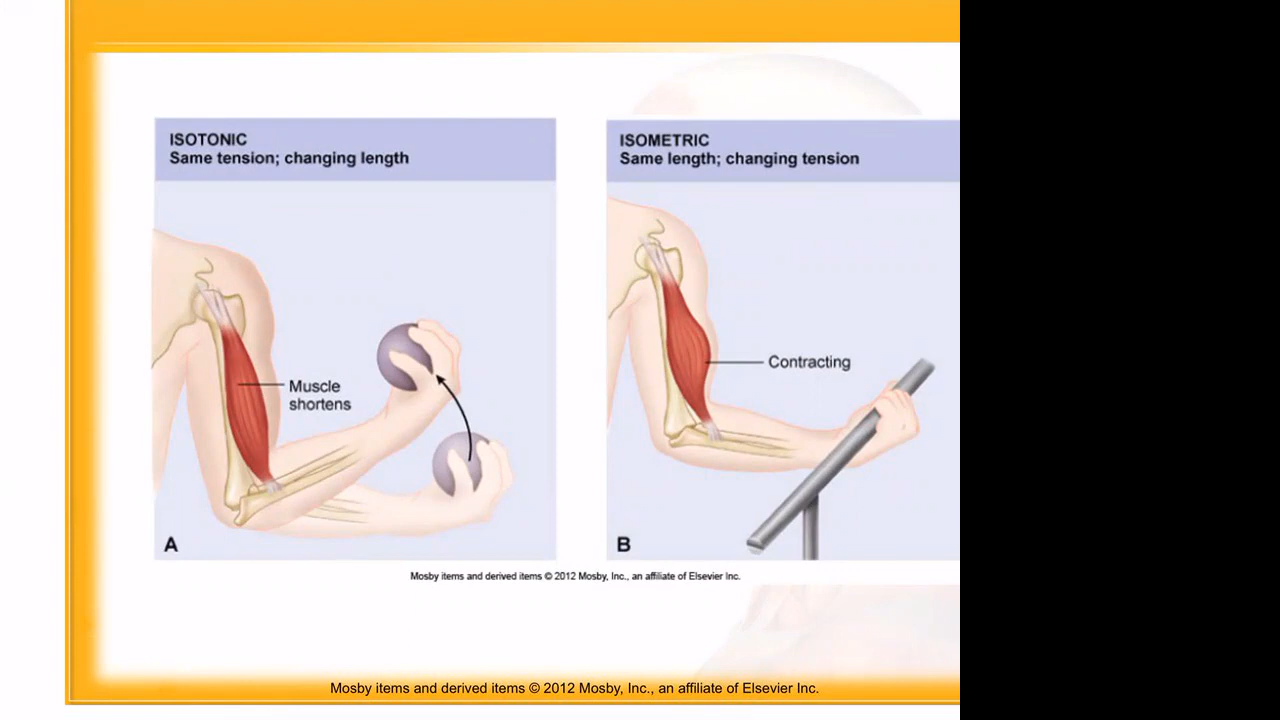 ISOTONIC
Same tension; changing length
Muscle
shortens
A
ISOMETRIC
Same length; changing tension
Contracting
B
Mosby items and derived items © 2012 Mosby, Inc., an affiliate of Elsevier Inc.
Mosby items and derived items © 2012 Mosby, Inc., an affiliate of Elsevier Inc.